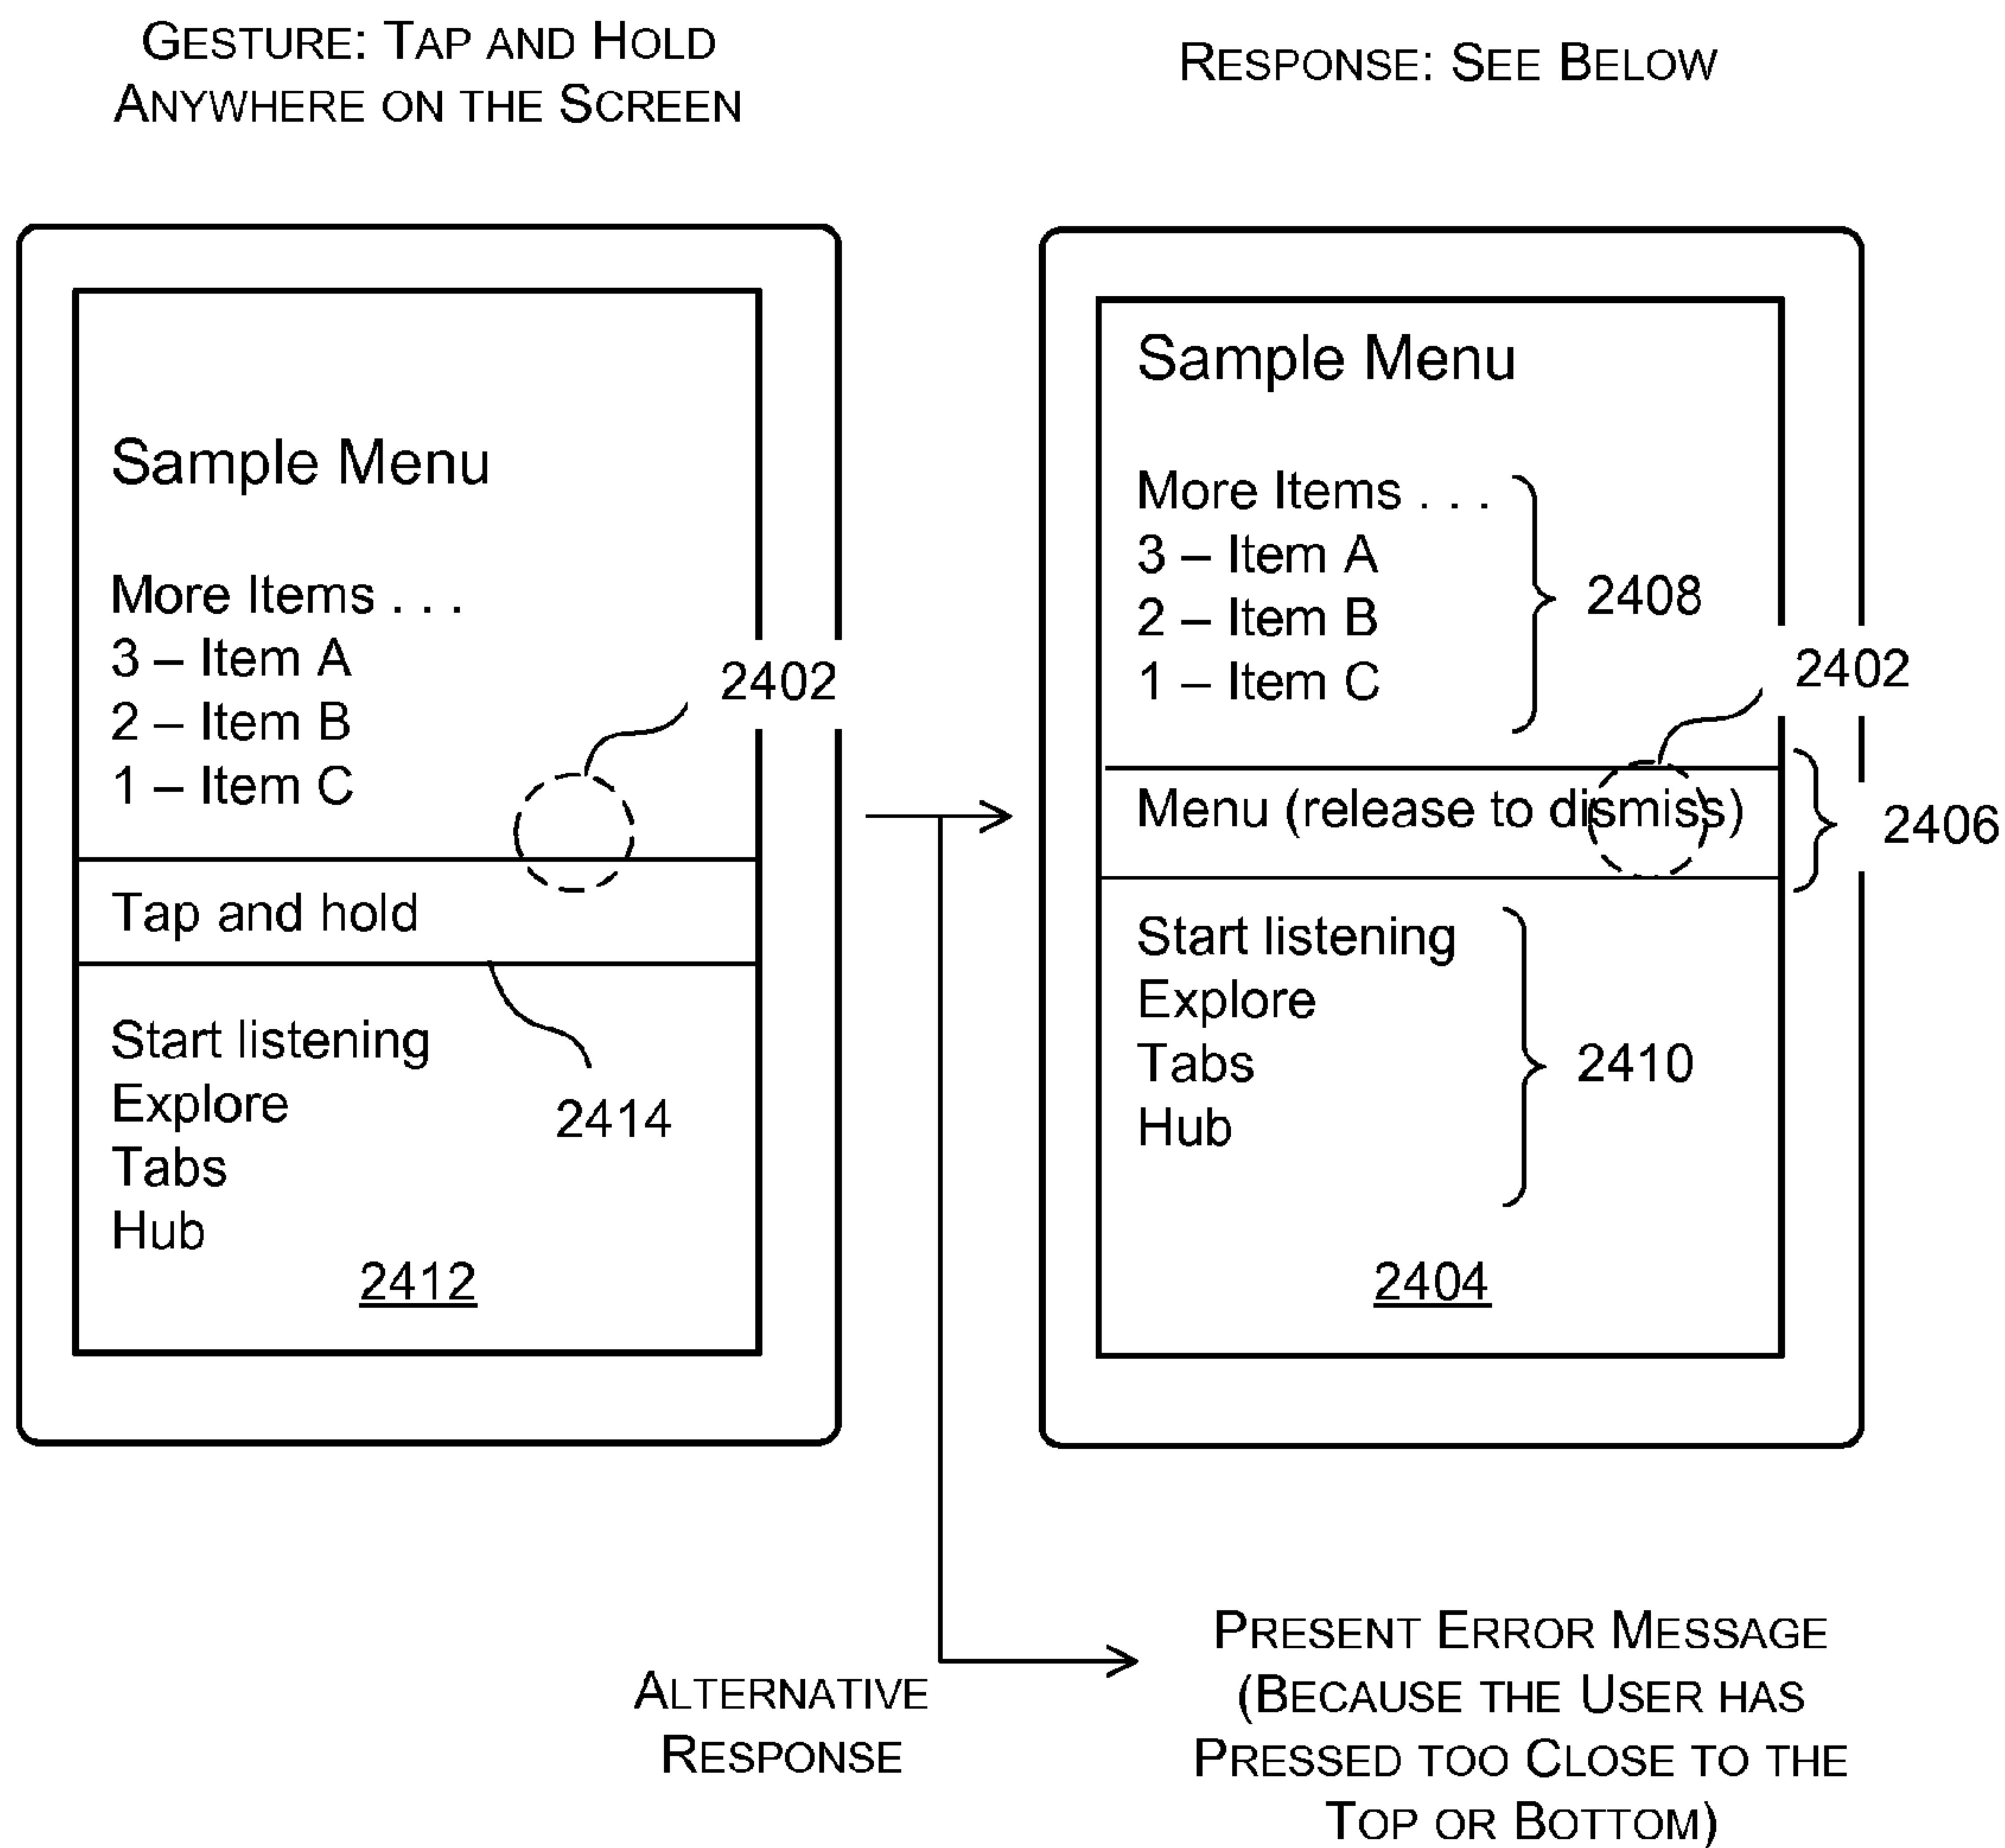 GESTURE: TAP AND HOLD
ANYWHERE ON THE SCREEN
RESPONSE: SEE BELOW
Sample Menu
More Items . . .
3 – Item A
2 – Item B
1 – Item C
2402
Tap and hold
2414
Start listening
Explore
Tabs
Hub
2412
Sample Menu
More Items . . .
3 – Item A
2 – Item B
1 – Item C
2408
2402
Menu (release to dismiss)
2406
Start listening
Explore
Tabs
Hub
2410
2404
ALTERNATIVE
RESPONSE
PRESENT ERROR MESSAGE
(BECAUSE THE USER HAS
PRESSED TOO CLOSE TO THE
TOP OR BOTTOM)